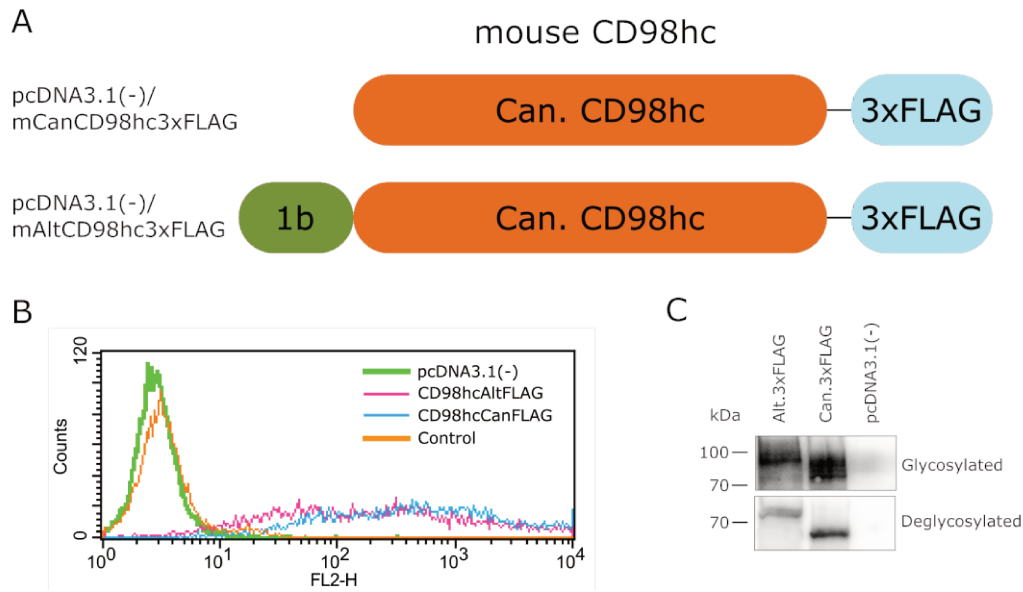 A
mouse CD98hc
pcDNA3.1(-)/
mCanCD98hc3xFLAG
Can. CD98hc
3xFLAG
pcDNA3.1(-)/
mAltCD98hc3xFLAG
1b
Can. CD98hc
3xFLAG
B
120
Counts
0
pcDNA3.1(-)
CD98hcAltFLAG
CD98hcCanFLAG
Control
10⁰
10¹
10²
10³
10⁴
FL2-H
C
Alt.3xFLAG
Can.3xFLAG
pcDNA3.1(-)
kDa
100
70
Glycosylated
70
Deglycosylated